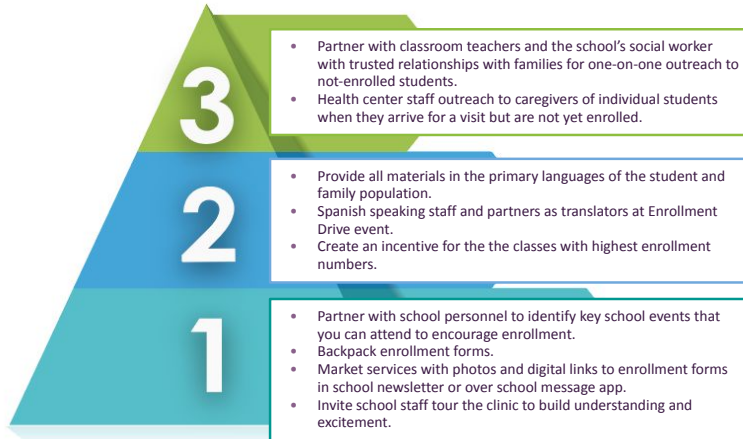 3
• Partner with classroom teachers and the school's social worker
with trusted relationships with families for one-on-one outreach to
not-enrolled students.
• Health center staff outreach to caregivers of individual students
when they arrive for a visit but are not yet enrolled.
2
• Provide all materials in the primary languages of the student and
family population.
• Spanish speaking staff and partners as translators at Enrollment
Drive event.
• Create an incentive for the the classes with highest enrollment
numbers.
1
• Partner with school personnel to identify key school events that
you can attend to encourage enrollment.
• Backpack enrollment forms.
• Market services with photos and digital links to enrollment forms
in school newsletter or over school message app.
• Invite school staff tour the clinic to build understanding and
excitement.